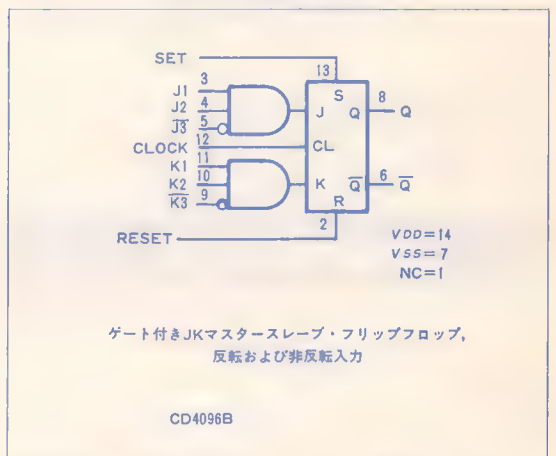 SET
13
S
3
J1
J2
4
J̅3̅
5
J
Q
8
Q
12
CLOCK
CL
11
K1
K2
10
K̅3̅
9
K
Q̅
6
Q̅
R
RESET
2
VDD=14
VSS=7
NC=1
ゲート付きJKマスタースレーブ・フリップフロップ,
反転および非反転入力
CD4096B